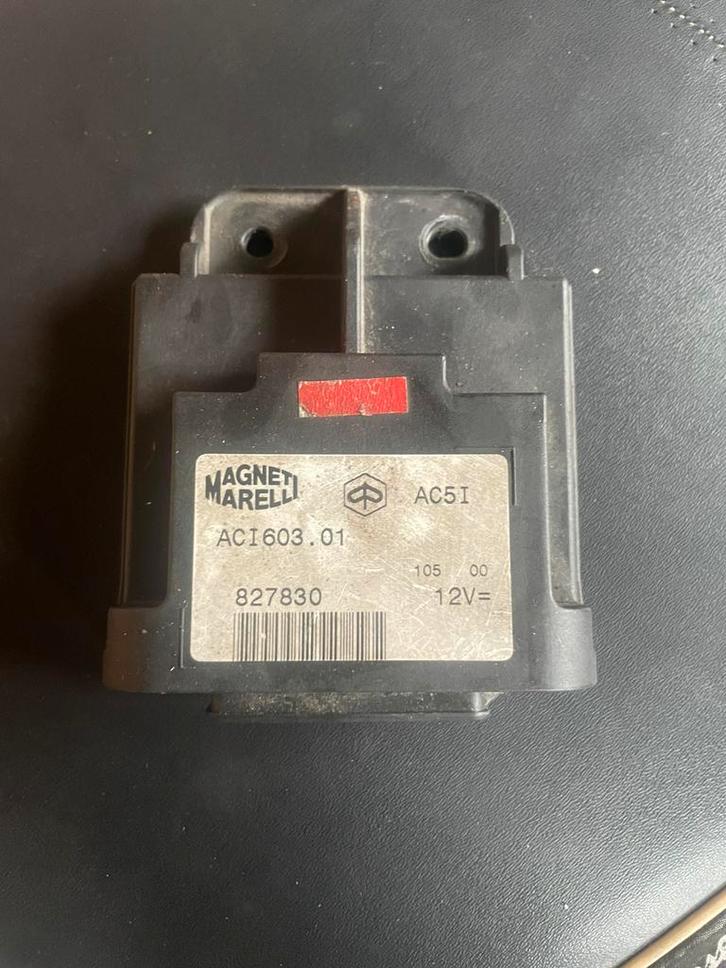 MAGNETI
MARELLI
AC5I
ACI603.01
105 00
827830
12V=